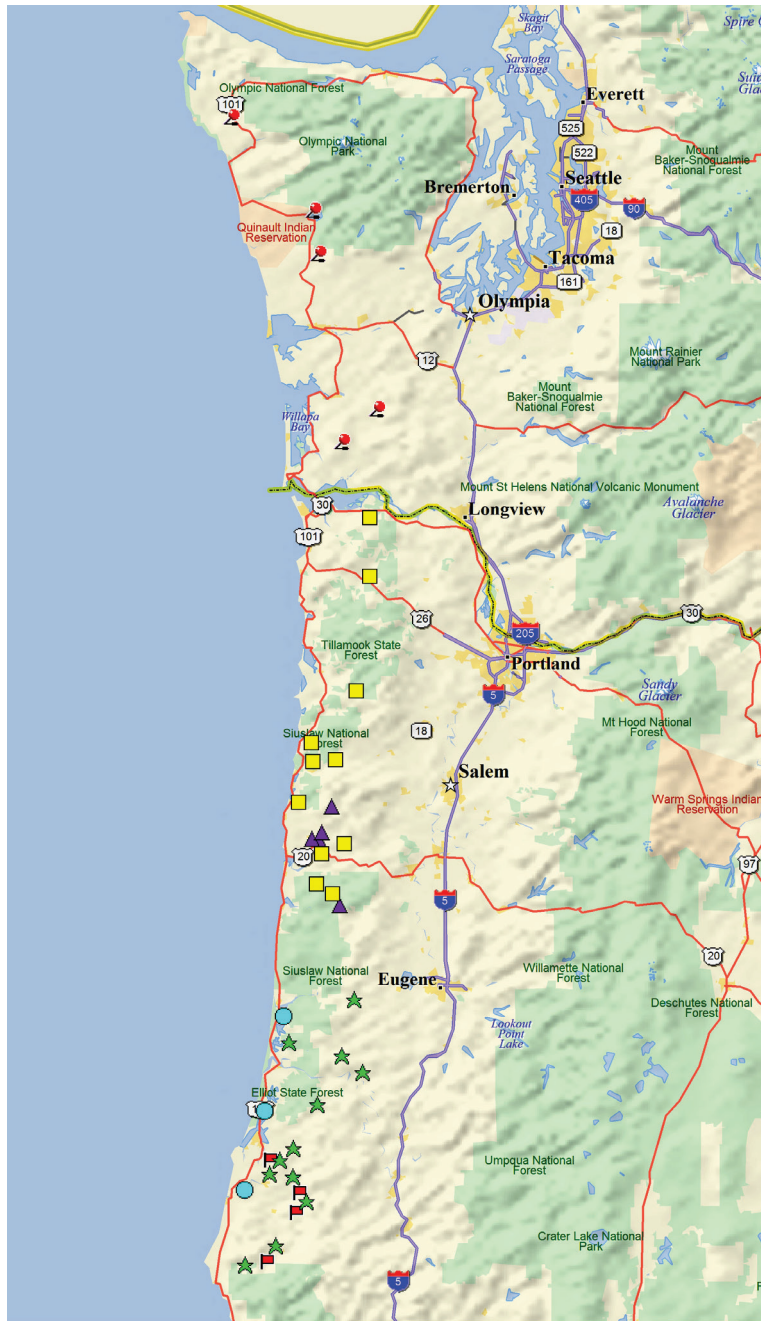 Skagit
Bay
Spire
Saratoga
Passage
Olympic National Forest
101
Everett
525
Olympic National
Park
522
Mount
Baker-Snoqualmie
National Forest
Bremerton
Seattle
405
90
Quinault Indian
Reservation
18
Tacoma
161
Olympia
12
Mount Rainier
National Park
Mount
Baker-Snoqualmie
National Forest
Willapa
Bay
Mount St Helens National Volcanic Monument
30
Longview
Avalanche
Glacier
101
26
30
205
Tillamook State
Forest
Portland
5
Sandy
Glacier
Siuslaw National
Forest
18
Mt Hood National
Forest
Salem
Warm Springs Indian
Reservation
20
97
5
20
Siuslaw National
Forest
Eugene
Willamette National
Forest
Deschutes National
Forest
Lookout
Point
Lake
Elliot State Forest
Umpqua National
Forest
Crater Lake National
Park
5